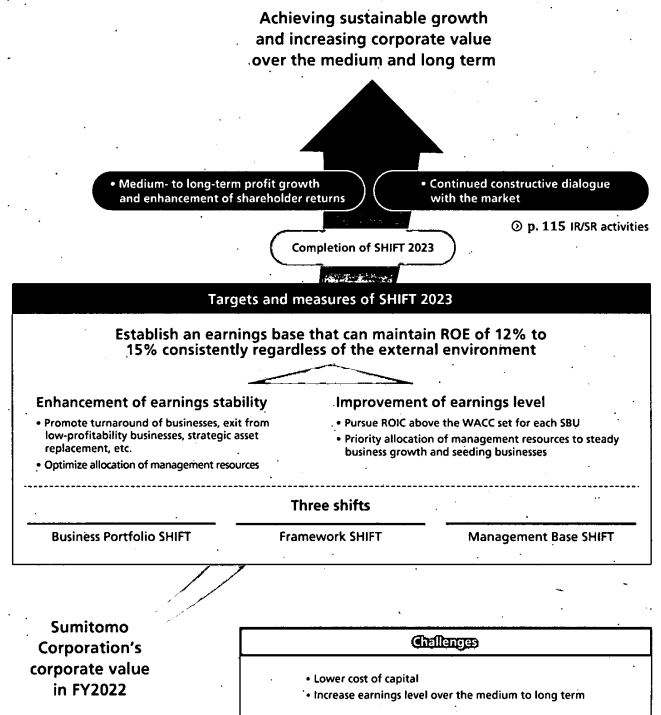 Achieving sustainable growth
and increasing corporate value
over the medium and long term
• Medium- to long-term profit growth
and enhancement of shareholder returns
• Continued constructive dialogue
with the market
p. 115 IR/SR activities
Completion of SHIFT 2023
Targets and measures of SHIFT 2023
Establish an earnings base that can maintain ROE of 12% to
15% consistently regardless of the external environment
Enhancement of earnings stability
• Promote turnaround of businesses, exit from
low-profitability businesses, strategic asset
replacement, etc.
• Optimize allocation of management resources
Improvement of earnings level
• Pursue ROIC above the WACC set for each SBU
• Priority allocation of management resources to steady
business growth and seeding businesses
Three shifts
Business Portfolio SHIFT
Framework SHIFT
Management Base SHIFT
Sumitomo
Corporation's
corporate value
in FY2022
Challenges
• Lower cost of capital
• Increase earnings level over the medium to long term